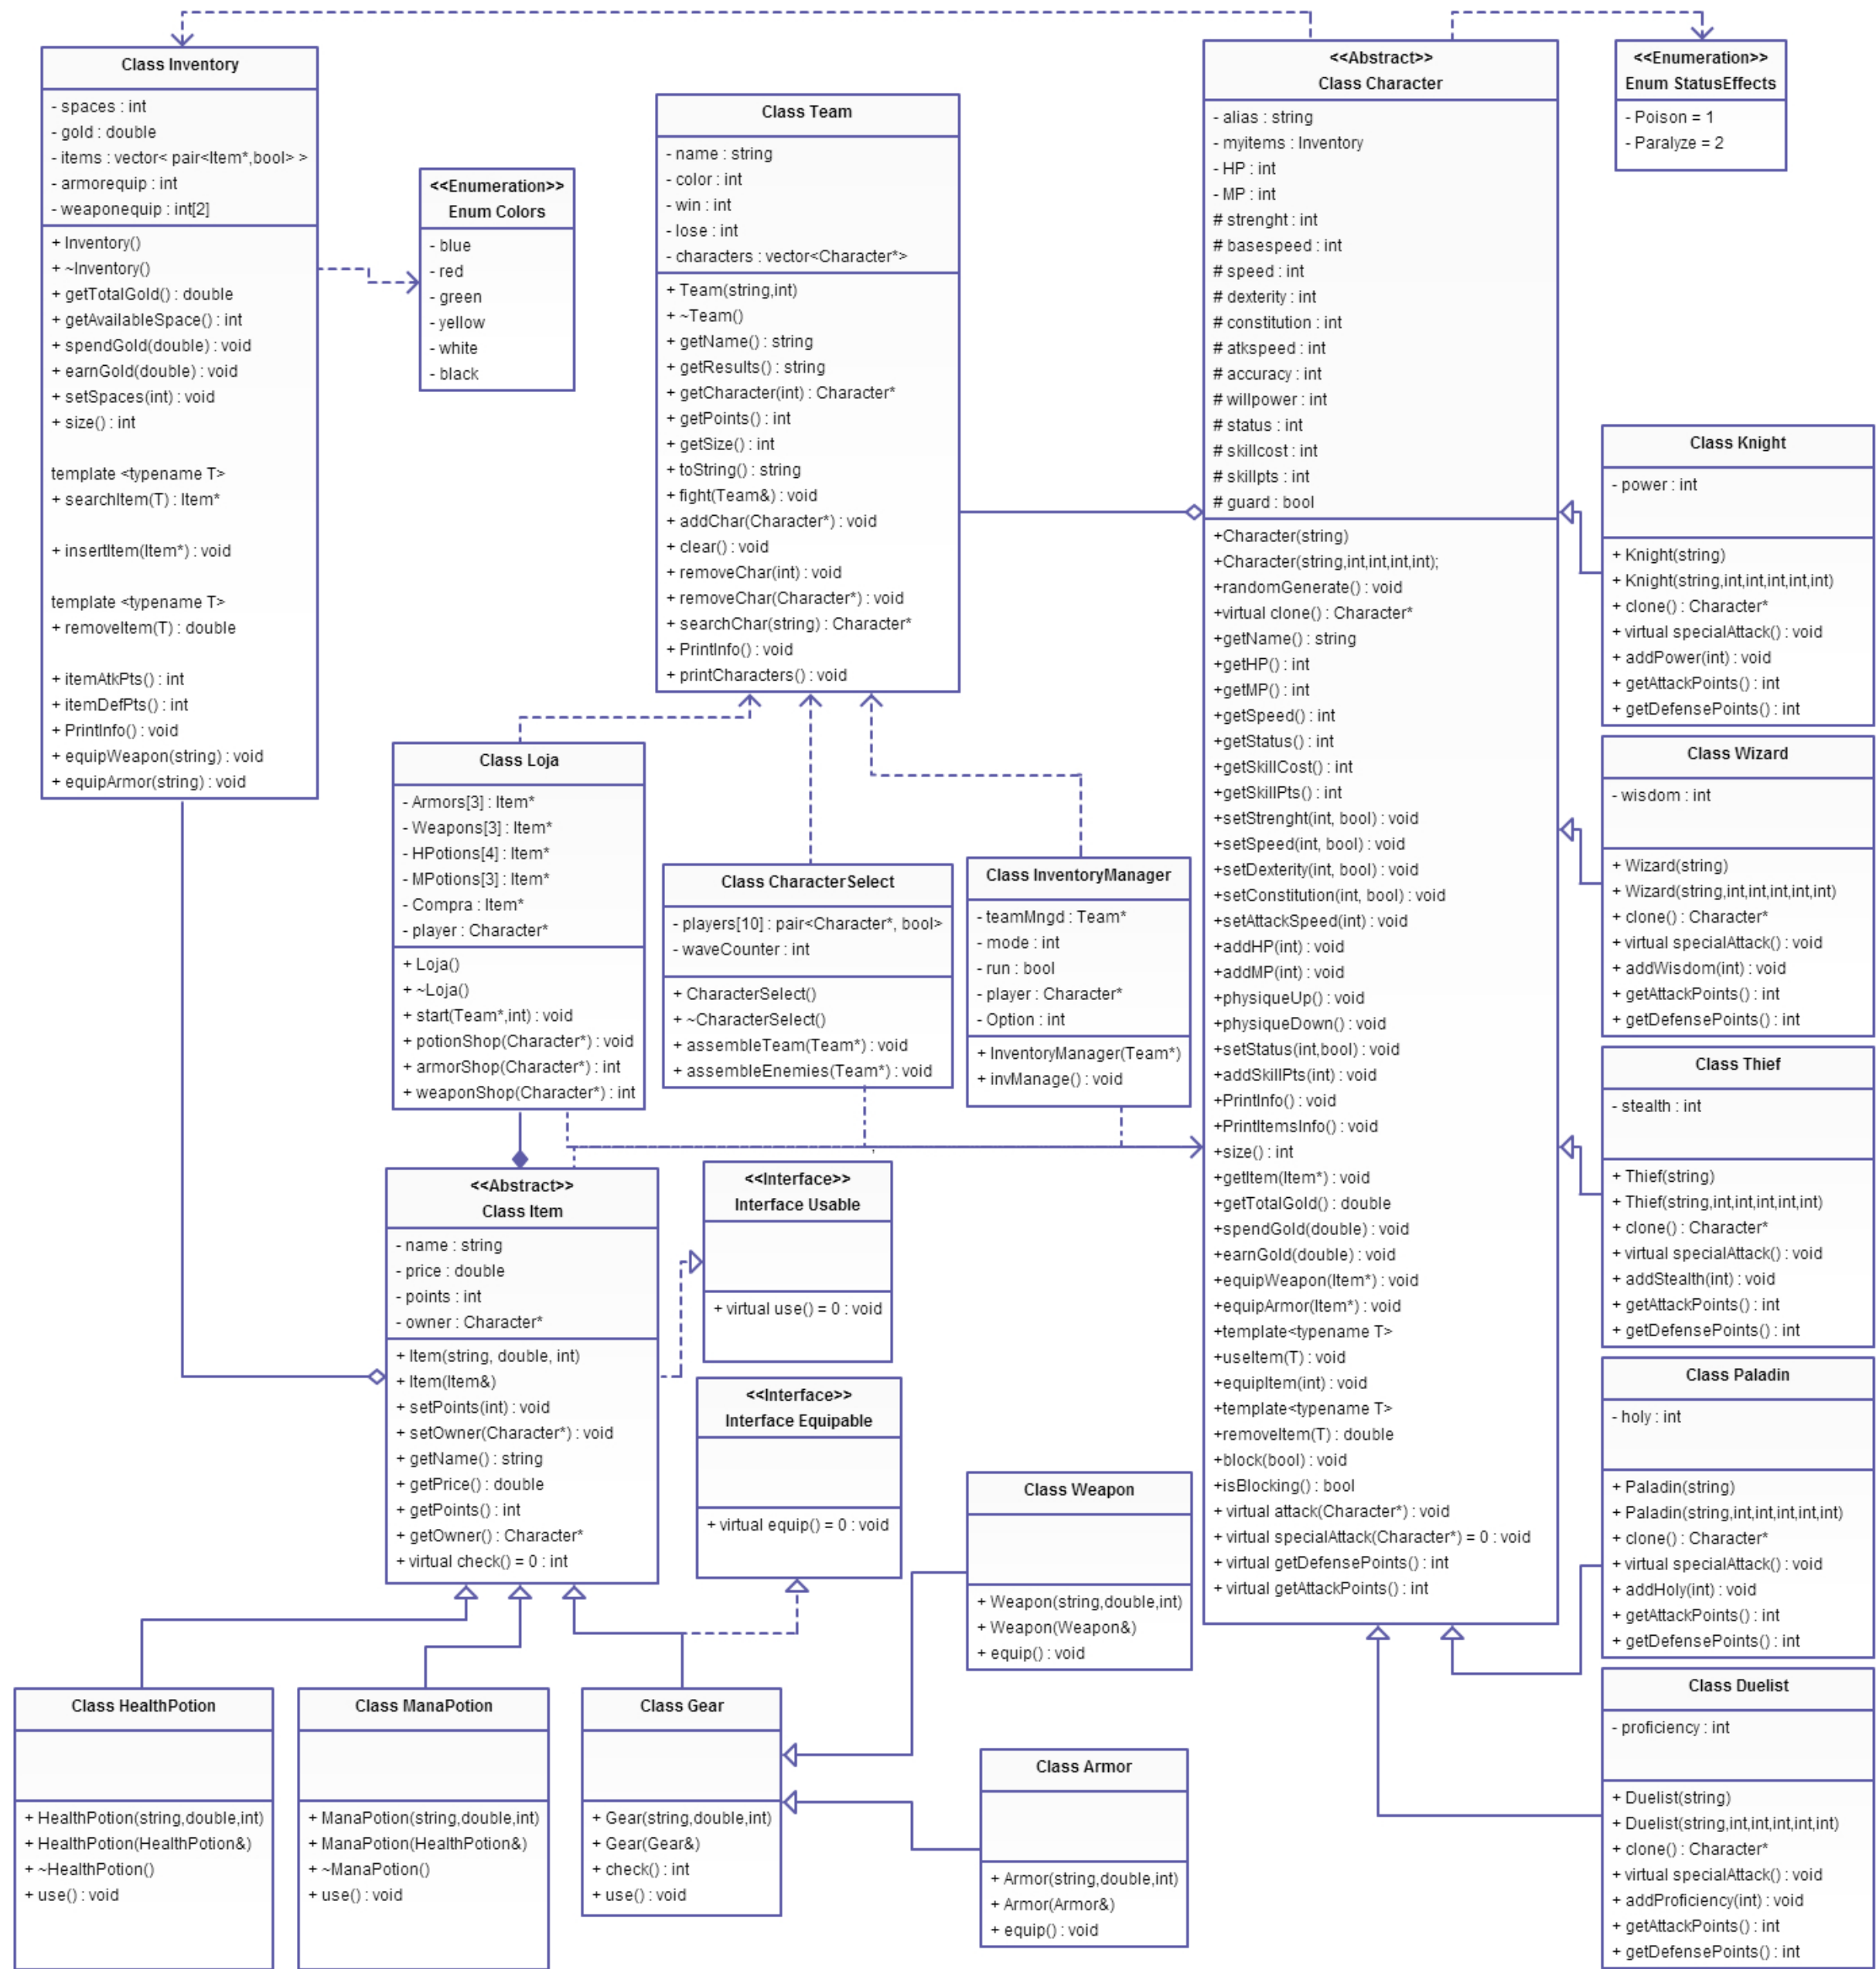 Class Inventory
- spaces : int
- gold : double
- items : vector< pair<Item*,bool> >
- armorequip : int
- weaponequip : int[2]
+ Inventory()
+ ~Inventory()
+ getTotalGold() : double
+ getAvailableSpace() : int
+ spendGold(double) : void
+ earnGold(double) : void
+ setSpaces(int) : void
+ size() : int
template <typename T>
+ searchItem(T) : Item*
+ insertItem(Item*) : void
template <typename T>
+ removeItem(T) : double
+ itemAtkPts() : int
+ itemDefPts() : int
+ PrintInfo() : void
+ equipWeapon(string) : void
+ equipArmor(string) : void
<<Enumeration>>
Enum Colors
- blue
- red
- green
- yellow
- white
- black
Class Team
- name : string
- color : int
- win : int
- lose : int
- characters : vector<Character*>
+ Team(string,int)
+ ~Team()
+ getName() : string
+ getResults() : string
+ getCharacter(int) : Character*
+ getPoints() : int
+ getSize() : int
+ toString() : string
+ fight(Team&) : void
+ addChar(Character*) : void
+ clear() : void
+ removeChar(int) : void
+ removeChar(Character*) : void
+ searchChar(string) : Character*
+ PrintInfo() : void
+ printCharacters() : void
<<Abstract>>
Class Character
- alias : string
- myitems : Inventory
- HP : int
- MP : int
# strenght : int
# basespeed : int
# speed : int
# dexterity : int
# constitution : int
# atkspeed : int
# accuracy : int
# willpower : int
# status : int
# skillcost : int
# skillpts : int
# guard : bool
+Character(string)
+Character(string,int,int,int,int);
+randomGenerate() : void
+virtual clone() : Character*
+getName() : string
+getHP() : int
+getMP() : int
+getSpeed() : int
+getStatus() : int
+getSkillCost() : int
+getSkillPts() : int
+setStrenght(int, bool) : void
+setSpeed(int, bool) : void
+setDexterity(int, bool) : void
+setConstitution(int, bool) : void
+setAttackSpeed(int) : void
+addHP(int) : void
+addMP(int) : void
+physiqueUp() : void
+physiqueDown() : void
+setStatus(int,bool) : void
+addSkillPts(int) : void
+PrintInfo() : void
+PrintItemsInfo() : void
+size() : int
+getItem(Item*) : void
+getTotalGold() : double
+spendGold(double) : void
+earnGold(double) : void
+equipWeapon(Item*) : void
+equipArmor(Item*) : void
+template<typename T>
+useItem(T) : void
+equipItem(int) : void
+template<typename T>
+removeItem(T) : double
+block(bool) : void
+isBlocking() : bool
+ virtual attack(Character*) : void
+ virtual specialAttack(Character*) = 0 : void
+ virtual getDefensePoints() : int
+ virtual getAttackPoints() : int
<<Enumeration>>
Enum StatusEffects
- Poison = 1
- Paralyze = 2
Class Knight
- power : int
+ Knight(string)
+ Knight(string,int,int,int,int,int)
+ clone() : Character*
+ virtual specialAttack() : void
+ addPower(int) : void
+ getAttackPoints() : int
+ getDefensePoints() : int
Class Wizard
- wisdom : int
+ Wizard(string)
+ Wizard(string,int,int,int,int,int)
+ clone() : Character*
+ virtual specialAttack() : void
+ addWisdom(int) : void
+ getAttackPoints() : int
+ getDefensePoints() : int
Class Thief
- stealth : int
+ Thief(string)
+ Thief(string,int,int,int,int,int)
+ clone() : Character*
+ virtual specialAttack() : void
+ addStealth(int) : void
+ getAttackPoints() : int
+ getDefensePoints() : int
Class Paladin
- holy : int
+ Paladin(string)
+ Paladin(string,int,int,int,int,int)
+ clone() : Character*
+ virtual specialAttack() : void
+ addHoly(int) : void
+ getAttackPoints() : int
+ getDefensePoints() : int
Class Duelist
- proficiency : int
+ Duelist(string)
+ Duelist(string,int,int,int,int,int)
+ clone() : Character*
+ virtual specialAttack() : void
+ addProficiency(int) : void
+ getAttackPoints() : int
+ getDefensePoints() : int
Class Loja
- Armors[3] : Item*
- Weapons[3] : Item*
- HPotions[4] : Item*
- MPotions[3] : Item*
- Compra : Item*
- player : Character*
+ Loja()
+ ~Loja()
+ start(Team*,int) : void
+ potionShop(Character*) : void
+ armorShop(Character*) : int
+ weaponShop(Character*) : int
Class CharacterSelect
- players[10] : pair<Character*, bool>
- waveCounter : int
+ CharacterSelect()
+ ~CharacterSelect()
+ assembleTeam(Team*) : void
+ assembleEnemies(Team*) : void
Class InventoryManager
- teamMngd : Team*
- mode : int
- run : bool
- player : Character*
- Option : int
+ InventoryManager(Team*)
+ invManage() : void
<<Abstract>>
Class Item
- name : string
- price : double
- points : int
- owner : Character*
+ Item(string, double, int)
+ Item(Item&)
+ setPoints(int) : void
+ setOwner(Character*) : void
+ getName() : string
+ getPrice() : double
+ getPoints() : int
+ getOwner() : Character*
+ virtual check() = 0 : int
<<Interface>>
Interface Usable
+ virtual use() = 0 : void
<<Interface>>
Interface Equipable
+ virtual equip() = 0 : void
Class Weapon
+ Weapon(string,double,int)
+ Weapon(Weapon&)
+ equip() : void
Class HealthPotion
+ HealthPotion(string,double,int)
+ HealthPotion(HealthPotion&)
+ ~HealthPotion()
+ use() : void
Class ManaPotion
+ ManaPotion(string,double,int)
+ ManaPotion(HealthPotion&)
+ ~ManaPotion()
+ use() : void
Class Gear
+ Gear(string,double,int)
+ Gear(Gear&)
+ check() : int
+ use() : void
Class Armor
+ Armor(string,double,int)
+ Armor(Armor&)
+ equip() : void